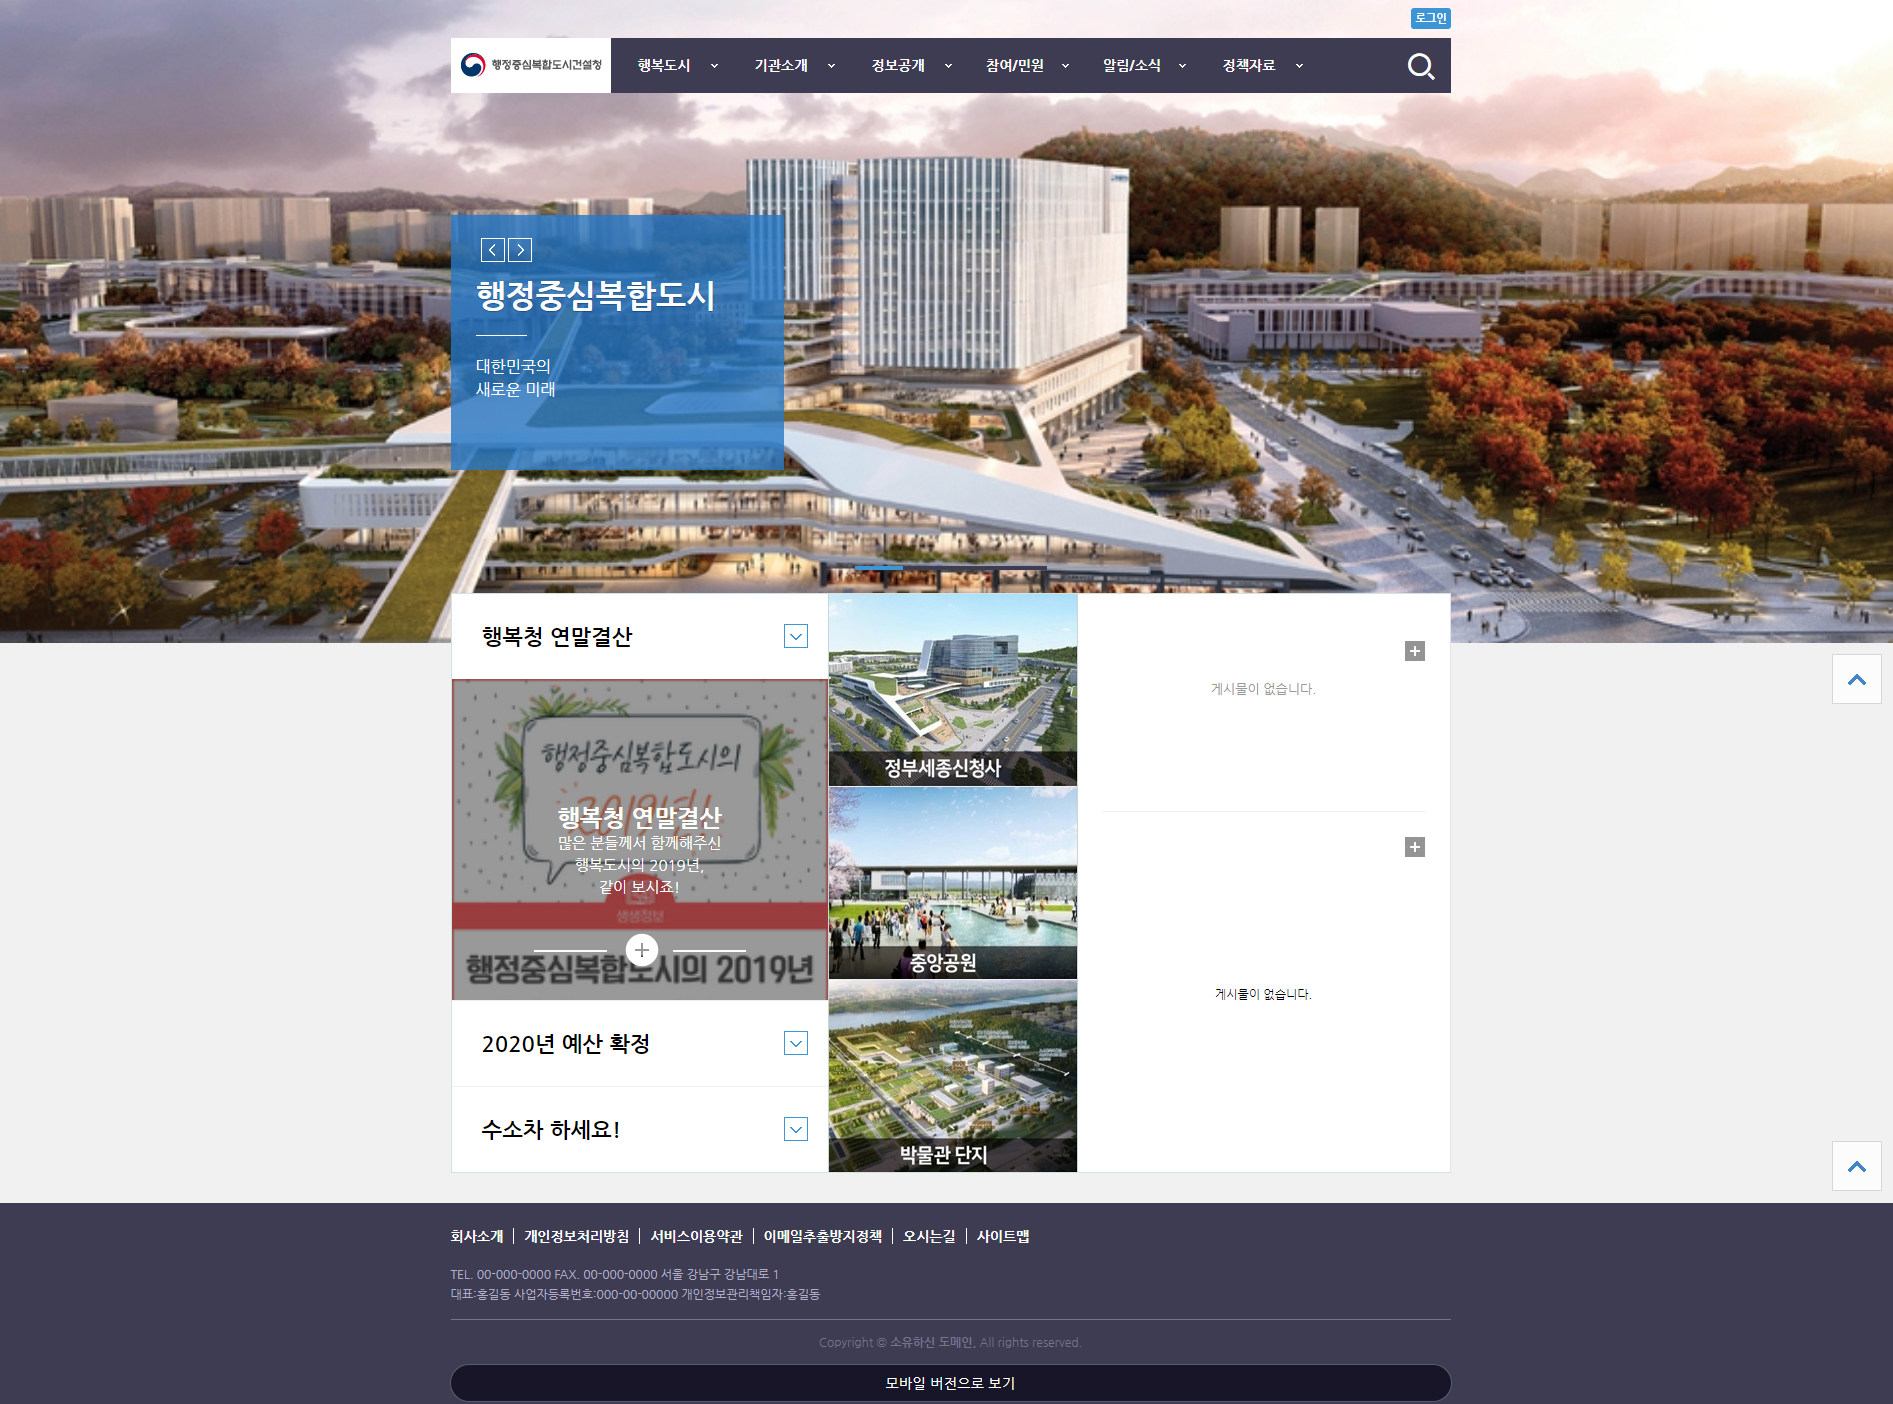 로그인
행정중심복합도시건설청
행복도시
기관소개
정보공개
참여/민원
알림/소식
정책자료
행정중심복합도시
대한민국의
새로운 미래
행복청 연말결산
행정중심복합도시의
2019년!
행복청 연말결산
많은 분들께서 함께해주신
행복도시의 2019년,
같이 보시죠!
생생정보
행정중심복합도시의 2019년
2020년 예산 확정
수소차 하세요!
정부세종신청사
중앙공원
박물관 단지
게시물이 없습니다.
게시물이 없습니다.
회사소개 개인정보처리방침 서비스이용약관 이메일추출방지정책 오시는길 사이트맵
TEL. 00-000-0000 FAX. 00-000-0000 서울 강남구 강남대로 1
대표:홍길동 사업자등록번호:000-00-00000 개인정보관리책임자:홍길동
Copyright © 소유하신 도메인. All rights reserved.
모바일 버전으로 보기